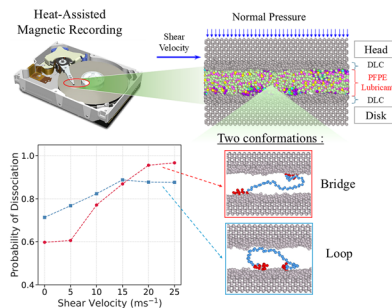 Heat-Assisted
Magnetic Recording
Shear
Velocity
Normal Pressure
Head
DLC
PFPE
Lubricant
DLC
Disk
Two conformations :
Bridge
Loop
Probability of Dissociation
1.0
0.8
0.6
0.4
0 5 10 15 20 25
Shear Velocity (ms⁻¹)